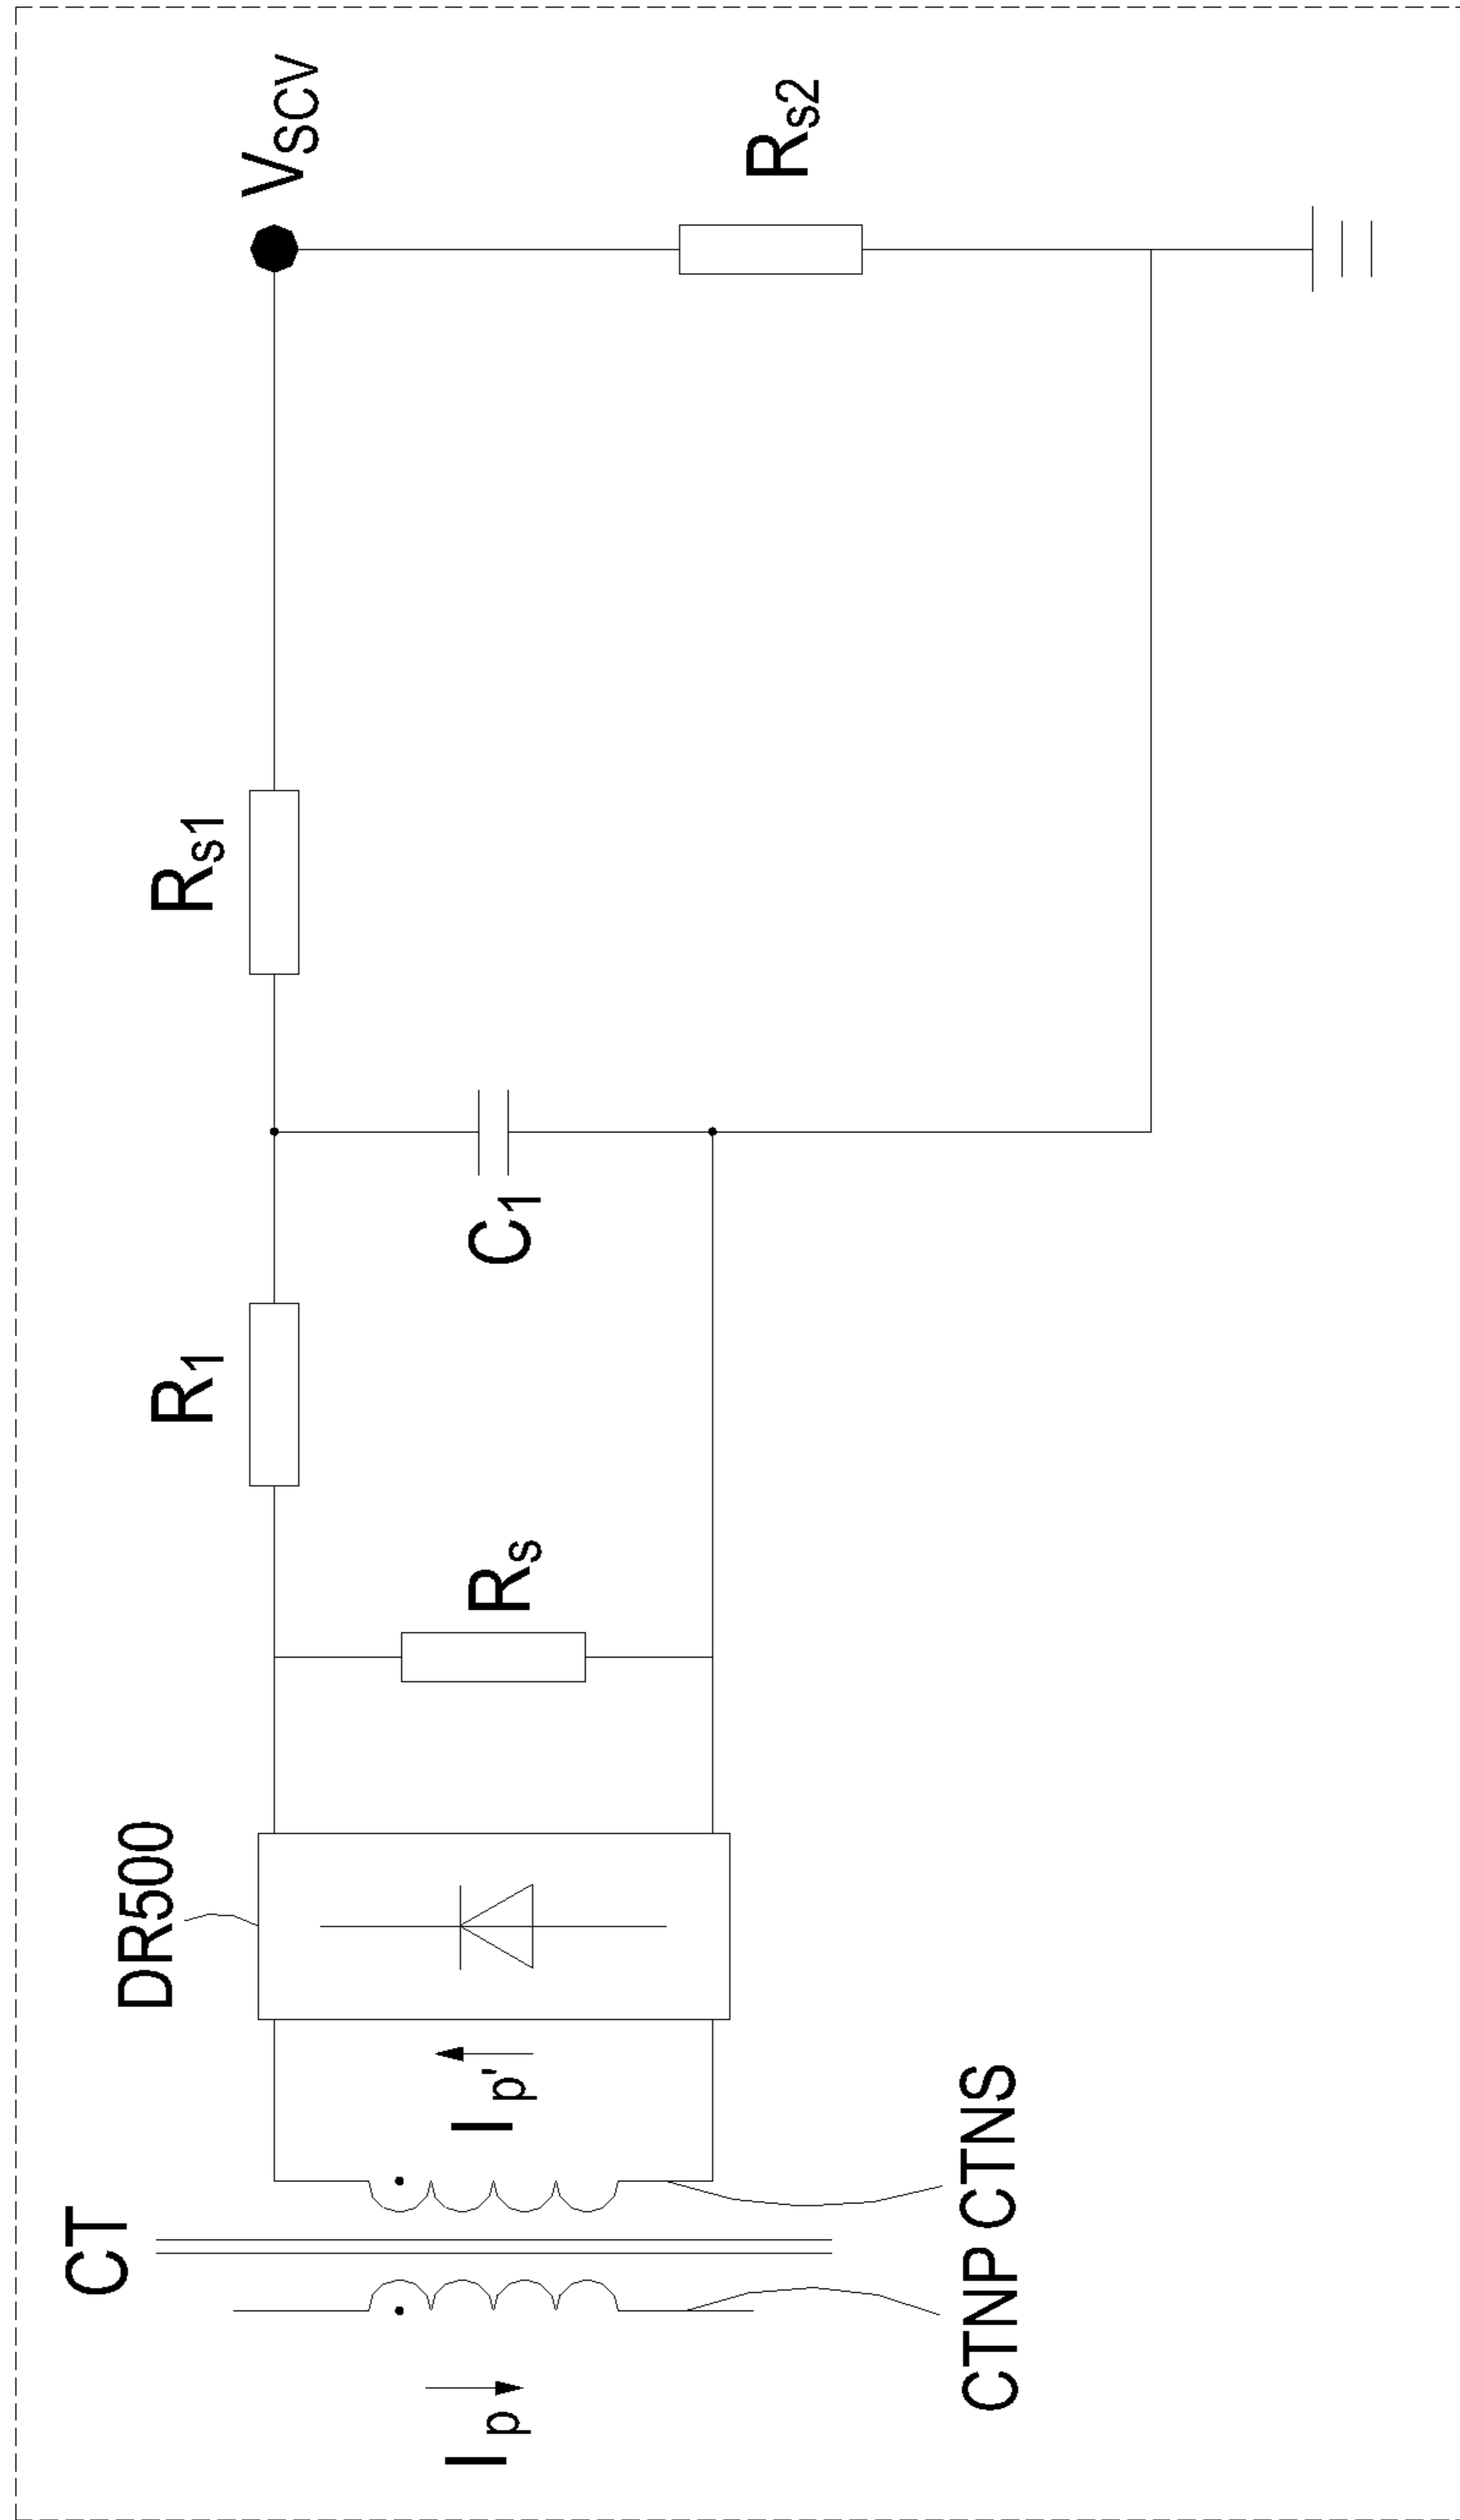 CT
DR500
R1
Rs1
VSCV
Ip
Ip'
Rs
C1
Rs2
CTNP CTNS